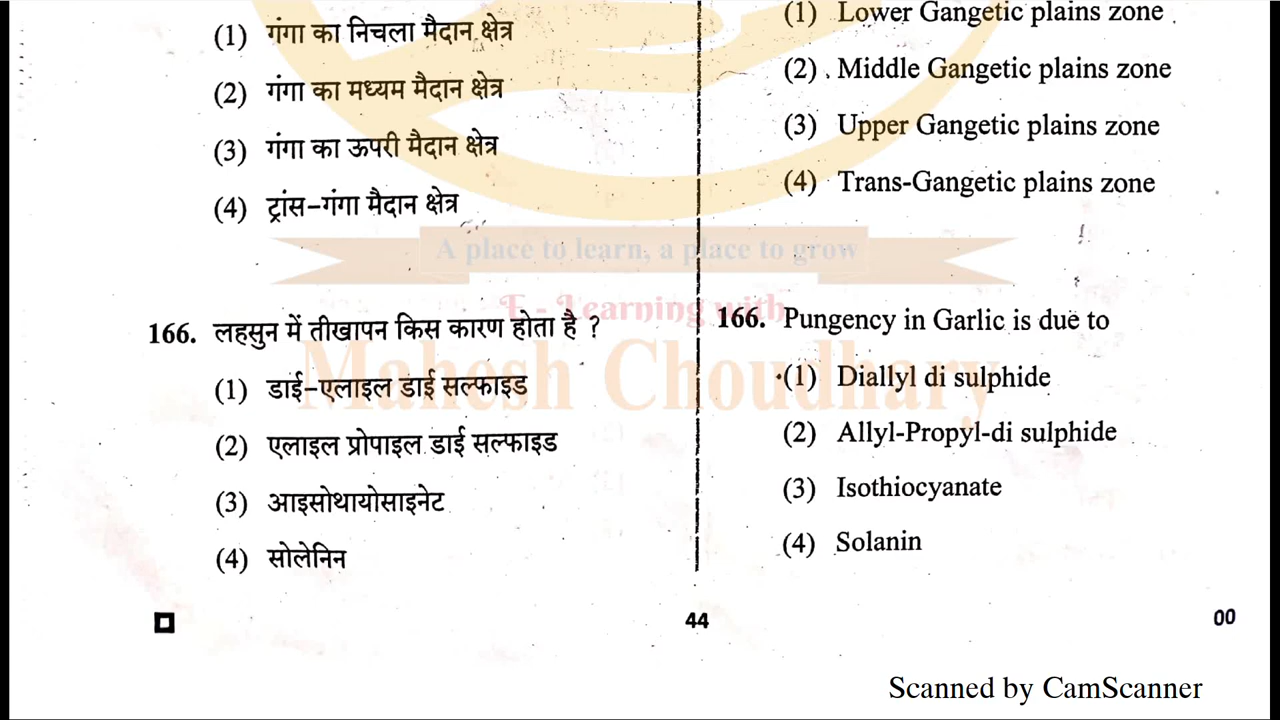 (1) गंगा का निचला मैदान क्षेत्र
(2) गंगा का मध्यम मैदान क्षेत्र
(3) गंगा का ऊपरी मैदान क्षेत्र
(4) ट्रांस-गंगा मैदान क्षेत्र
166. लहसुन में तीखापन किस कारण होता है ?
(1) डाई-एलाइल डाई सल्फाइड
(2) एलाइल प्रोपाइल डाई सल्फाइड
(3) आइसोथायोसाइनेट
(4) सोलेनिन
(1) Lower Gangetic plains zone
(2) Middle Gangetic plains zone
(3) Upper Gangetic plains zone
(4) Trans-Gangetic plains zone
166. Pungency in Garlic is due to
(1) Diallyl di sulphide
(2) Allyl-Propyl-di sulphide
(3) Isothiocyanate
(4) Solanin
A place to learn, a place to grow
E - Learning with
Mahesh Choudhary
44
00
Scanned by CamScanner